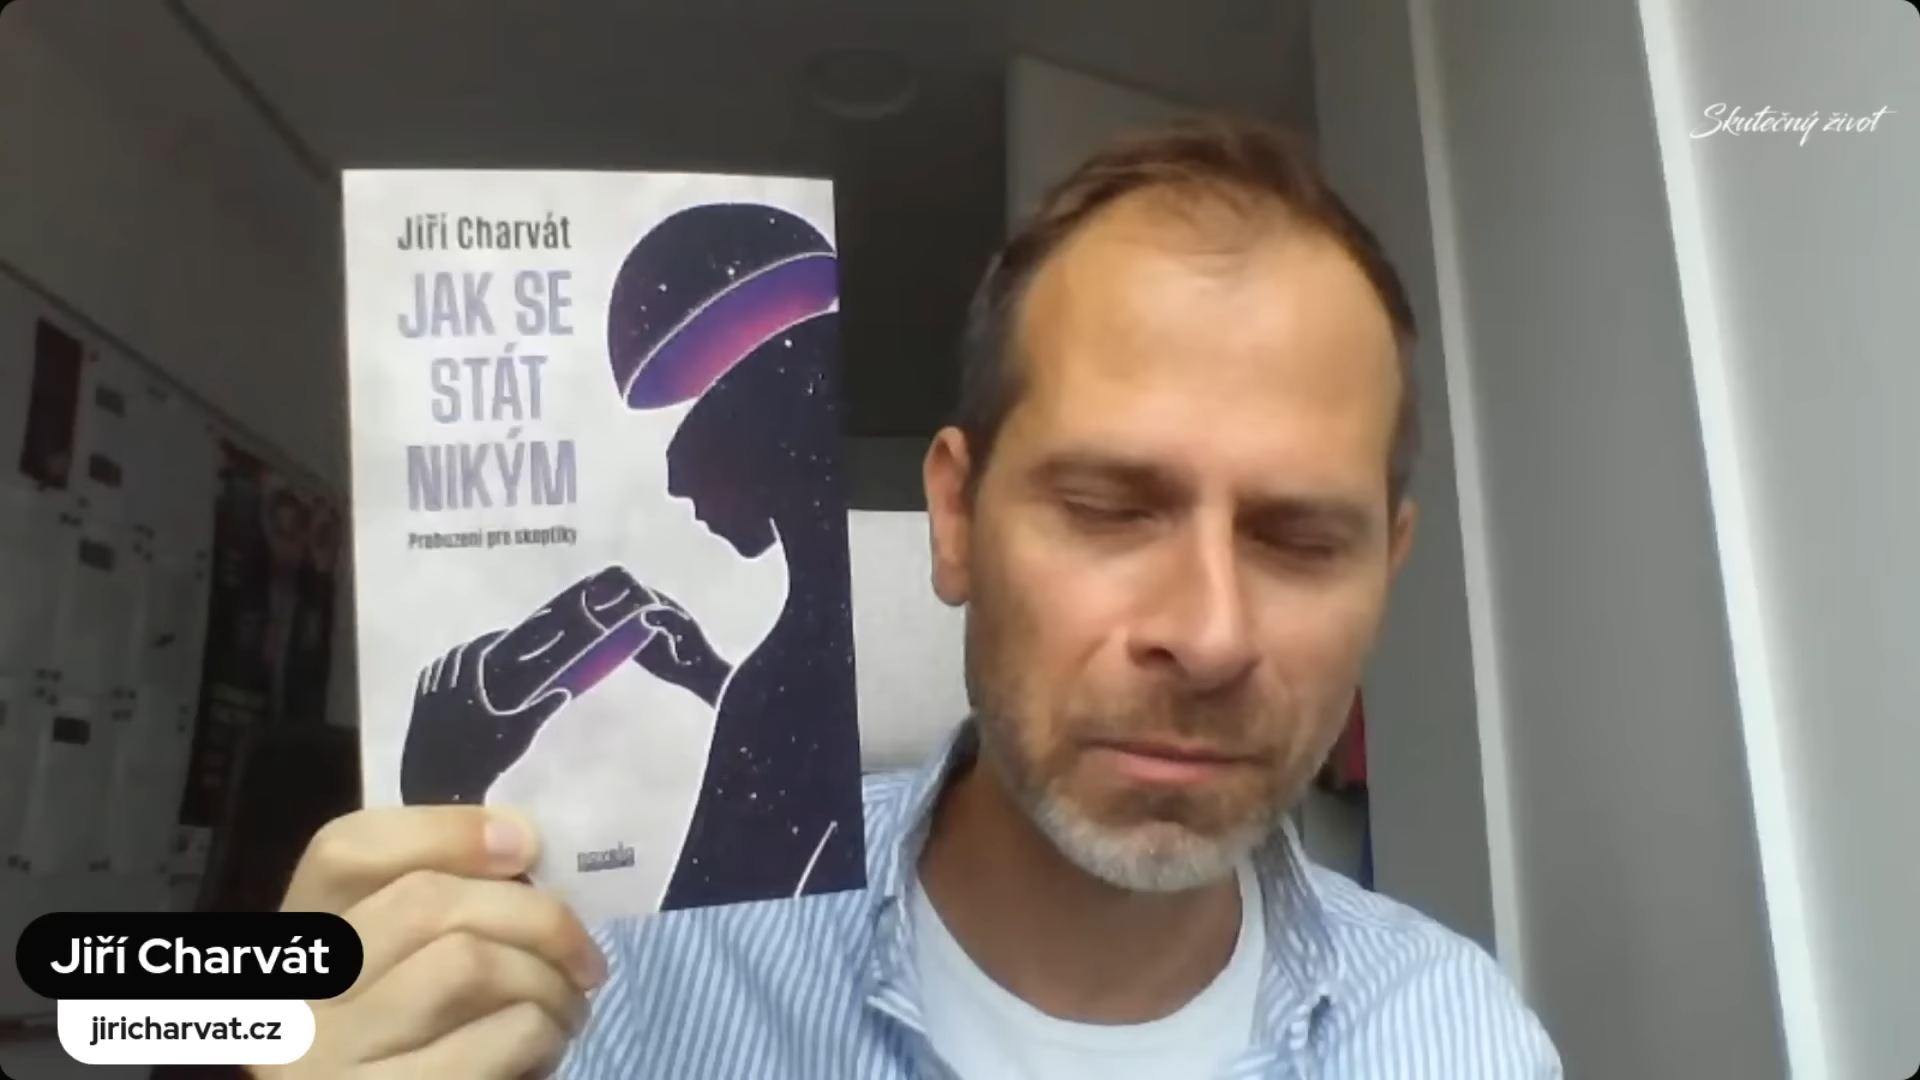 Skutečný život
Jiří Charvát
JAK SE
STÁT
NIKÝM
Probuzení pro skeptiky
Jiří Charvát
jiricharvat.cz